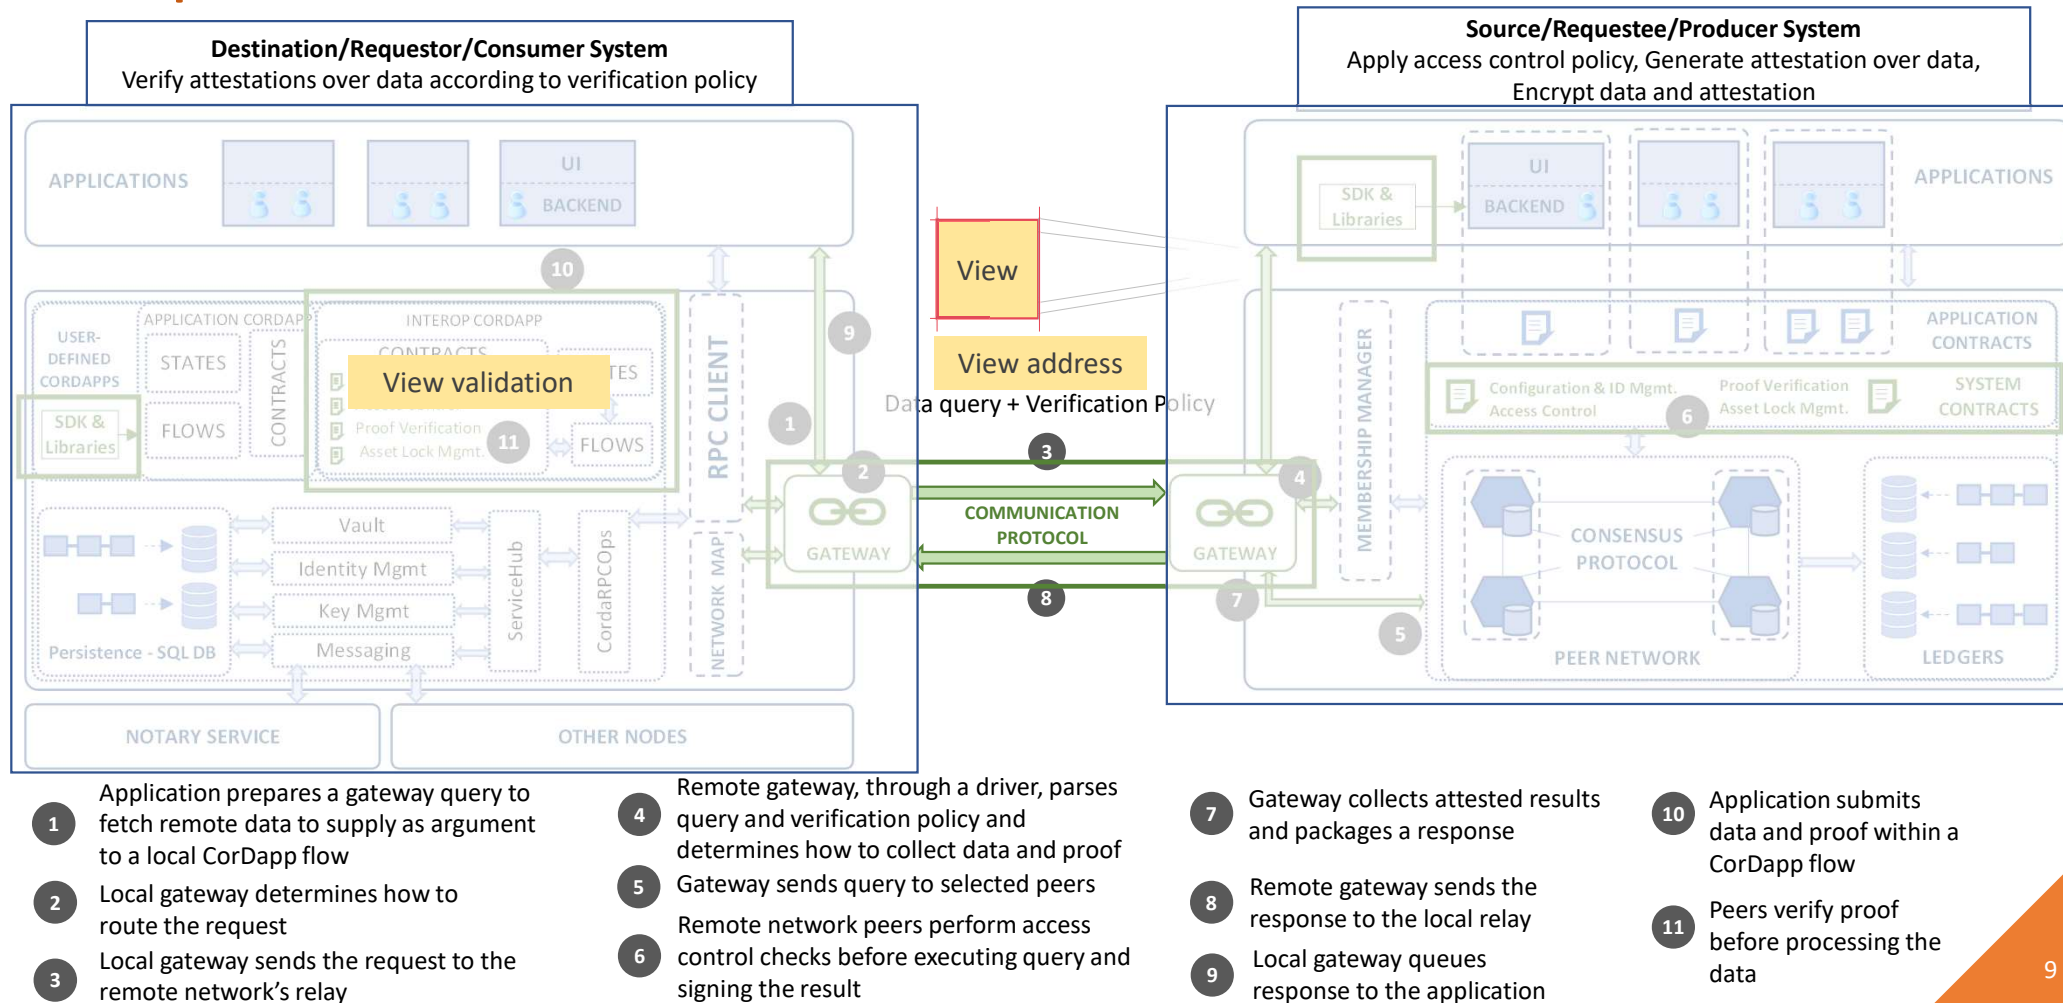 Destination/Requestor/Consumer System
Verify attestations over data according to verification policy
Source/Requestee/Producer System
Apply access control policy, Generate attestation over data,
Encrypt data and attestation
APPLICATIONS
UI
BACKEND
10
9
USER-
DEFINED
CORDAPPS
APPLICATION CORDAPP
STATES
FLOWS
CONTRACTS
SDK &
Libraries
INTEROP CORDAPP
CONTRACTS
View validation
Proof Verification
Asset Lock Mgmt.
11
FLOWS
RPC CLIENT
1
2
GATEWAY
Vault
Identity Mgmt
Key Mgmt
Messaging
Persistence - SQL DB
ServiceHub
CordaRPCOps
NETWORK MAP
NOTARY SERVICE
OTHER NODES
View
View address
Data query + Verification Policy
3
COMMUNICATION
PROTOCOL
8
SDK &
Libraries
UI
BACKEND
APPLICATIONS
MEMBERSHIP MANAGER
APPLICATION
CONTRACTS
Configuration & ID Mgmt.
Access Control
Proof Verification
Asset Lock Mgmt.
6
SYSTEM
CONTRACTS
4
GATEWAY
7
5
CONSENSUS
PROTOCOL
PEER NETWORK
LEDGERS
1
Application prepares a gateway query to
fetch remote data to supply as argument
to a local CorDapp flow
2
Local gateway determines how to
route the request
3
Local gateway sends the request to the
remote network's relay
4
Remote gateway, through a driver, parses
query and verification policy and
determines how to collect data and proof
5
Gateway sends query to selected peers
6
Remote network peers perform access
control checks before executing query and
signing the result
7
Gateway collects attested results
and packages a response
8
Remote gateway sends the
response to the local relay
9
Local gateway queues
response to the application
10
Application submits
data and proof within a
CorDapp flow
11
Peers verify proof
before processing the
data
9